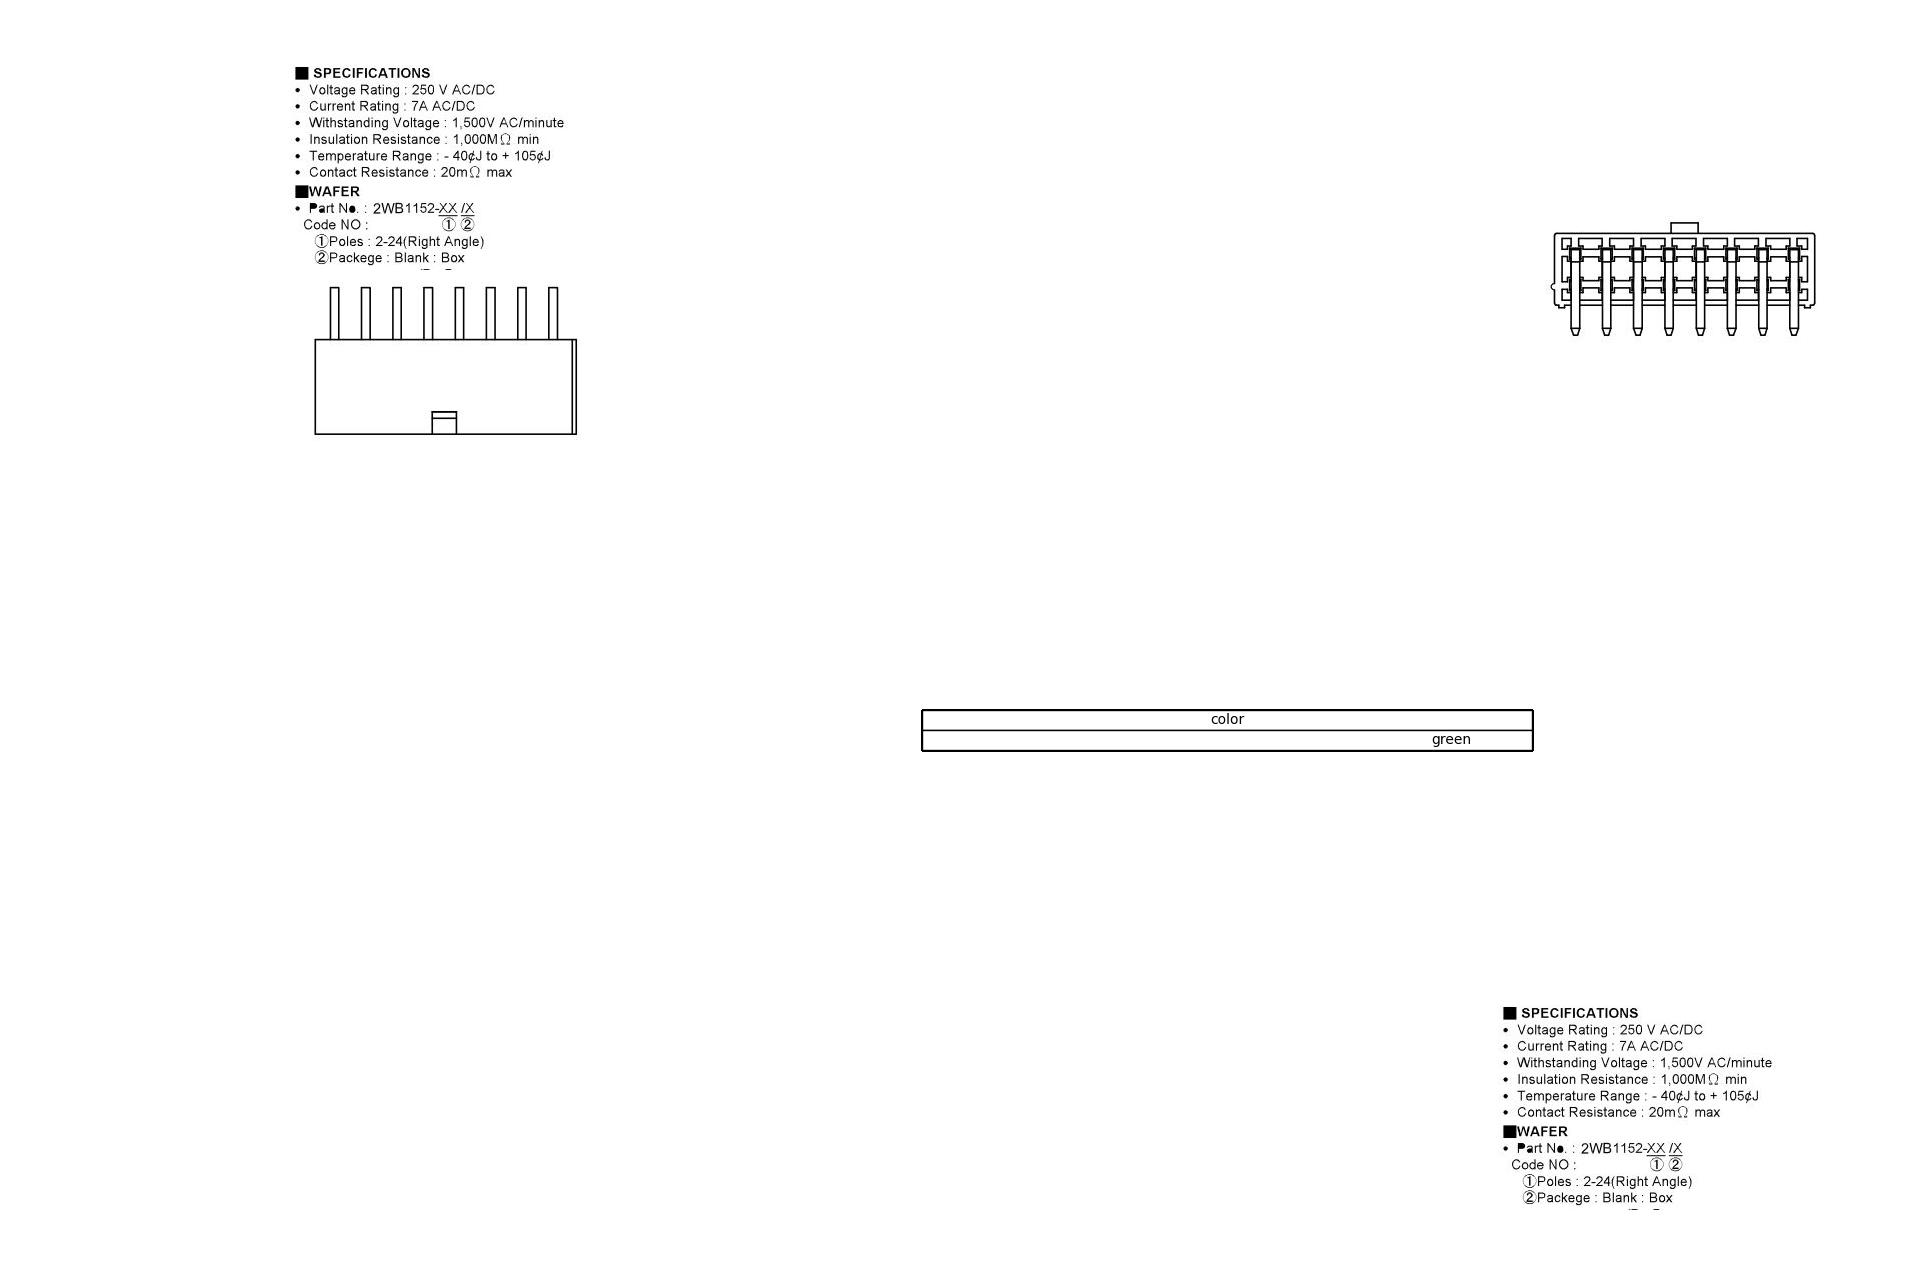 ■ SPECIFICATIONS
• Voltage Rating : 250 V AC/DC
• Current Rating : 7A AC/DC
• Withstanding Voltage : 1,500V AC/minute
• Insulation Resistance : 1,000MΩ min
• Temperature Range : - 40¢J to + 105¢J
• Contact Resistance : 20mΩ max
■WAFER
• Part No. : 2WB1152-XX /X
Code NO : ① ②
①Poles : 2-24(Right Angle)
②Packege : Blank : Box
color
green
■ SPECIFICATIONS
• Voltage Rating : 250 V AC/DC
• Current Rating : 7A AC/DC
• Withstanding Voltage : 1,500V AC/minute
• Insulation Resistance : 1,000MΩ min
• Temperature Range : - 40¢J to + 105¢J
• Contact Resistance : 20mΩ max
■WAFER
• Part No. : 2WB1152-XX /X
Code NO : ① ②
①Poles : 2-24(Right Angle)
②Packege : Blank : Box